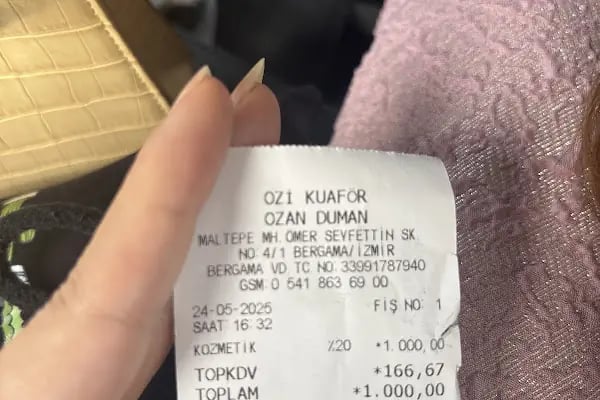 OZİ KUAFÖR
OZAN DUMAN
MALTEPE MH.ÖMER SEYFETTİN SK.
NO:4/1 BERGAMA/İZMİR
BERGAMA VD.TC NO:33991787940
GSM:0 541 863 69 00
24-05-2025 FİŞ NO: 1
SAAT 16:32
KOZMETİK %20 *1.000,00
TOPKDV *166,67
TOPLAM *1.000,00